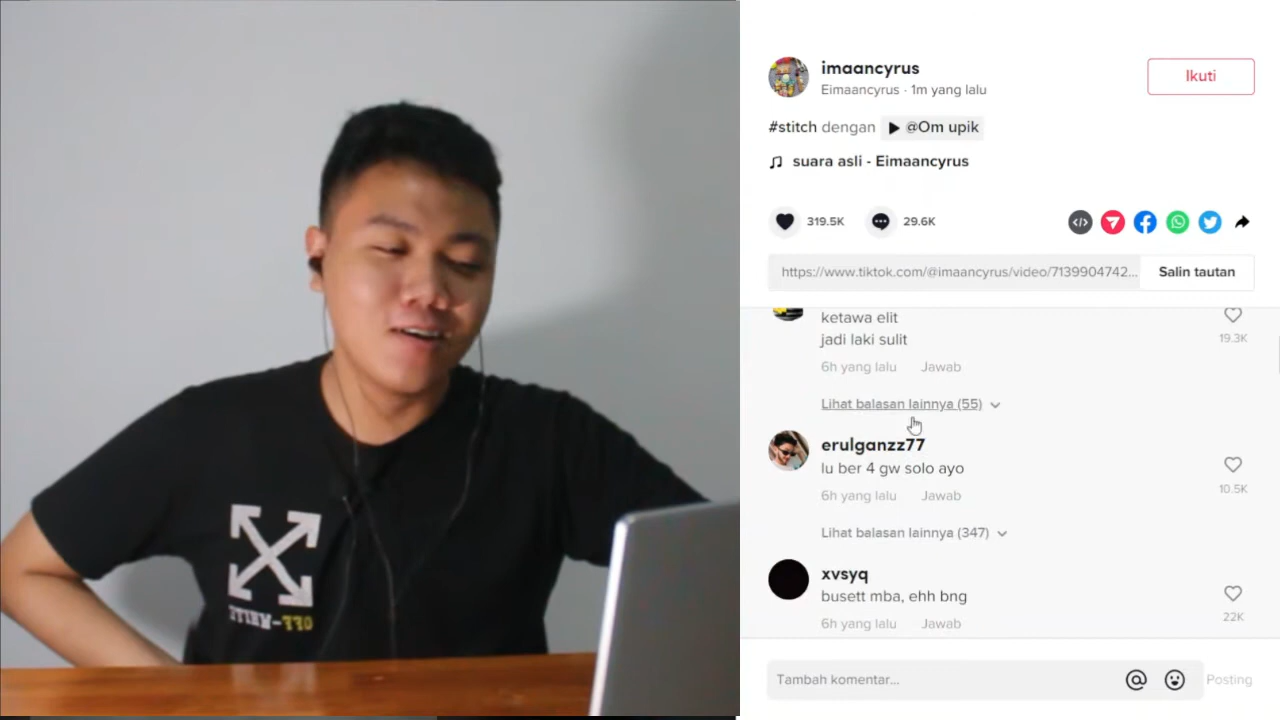 imaancyrus
Eimaancyrus · 1m yang lalu
Ikuti
#stitch dengan ▶ @Om upik
suara asli - Eimaancyrus
319.5K
29.6K
https://www.tiktok.com/@imaancyrus/video/7139904742...
Salin tautan
ketawa elit
jadi laki sulit
19.3K
6h yang lalu Jawab
Lihat balasan lainnya (55)
erulganzz77
lu ber 4 gw solo ayo
10.5K
6h yang lalu Jawab
Lihat balasan lainnya (347)
xvsyq
busett mba, ehh bng
22K
6h yang lalu Jawab
Tambah komentar...
Posting
OFF-WHITE